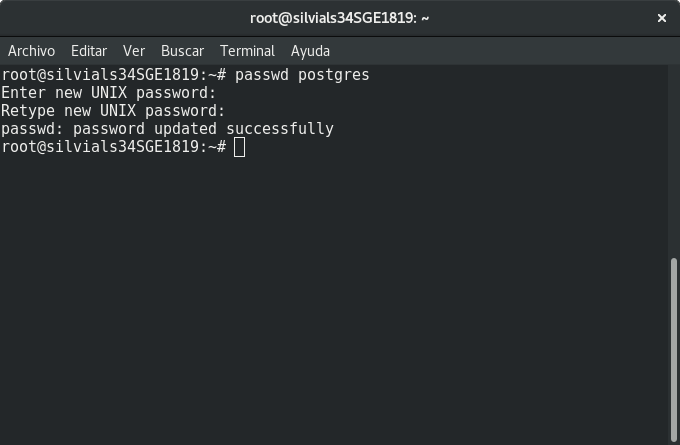 root@silvials34SGE1819: ~
Archivo Editar Ver Buscar Terminal Ayuda
root@silvials34SGE1819:~# passwd postgres
Enter new UNIX password:
Retype new UNIX password:
passwd: password updated successfully
root@silvials34SGE1819:~#